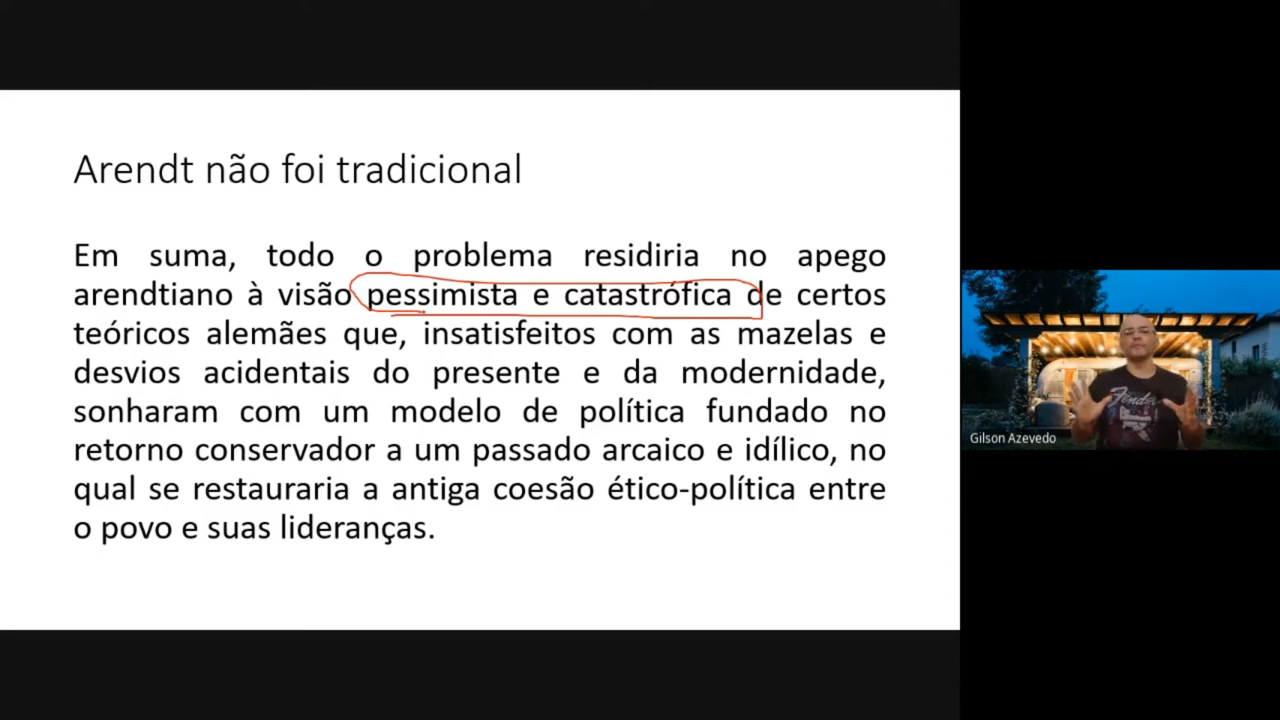 Arendt não foi tradicional
Em suma, todo o problema residiria no apego
arendtiano à visão pessimista e catastrófica de certos
teóricos alemães que, insatisfeitos com as mazelas e
desvios acidentais do presente e da modernidade,
sonharam com um modelo de política fundado no
retorno conservador a um passado arcaico e idílico, no
qual se restauraria a antiga coesão ético-política entre
o povo e suas lideranças.
Fender
Gilson Azevedo